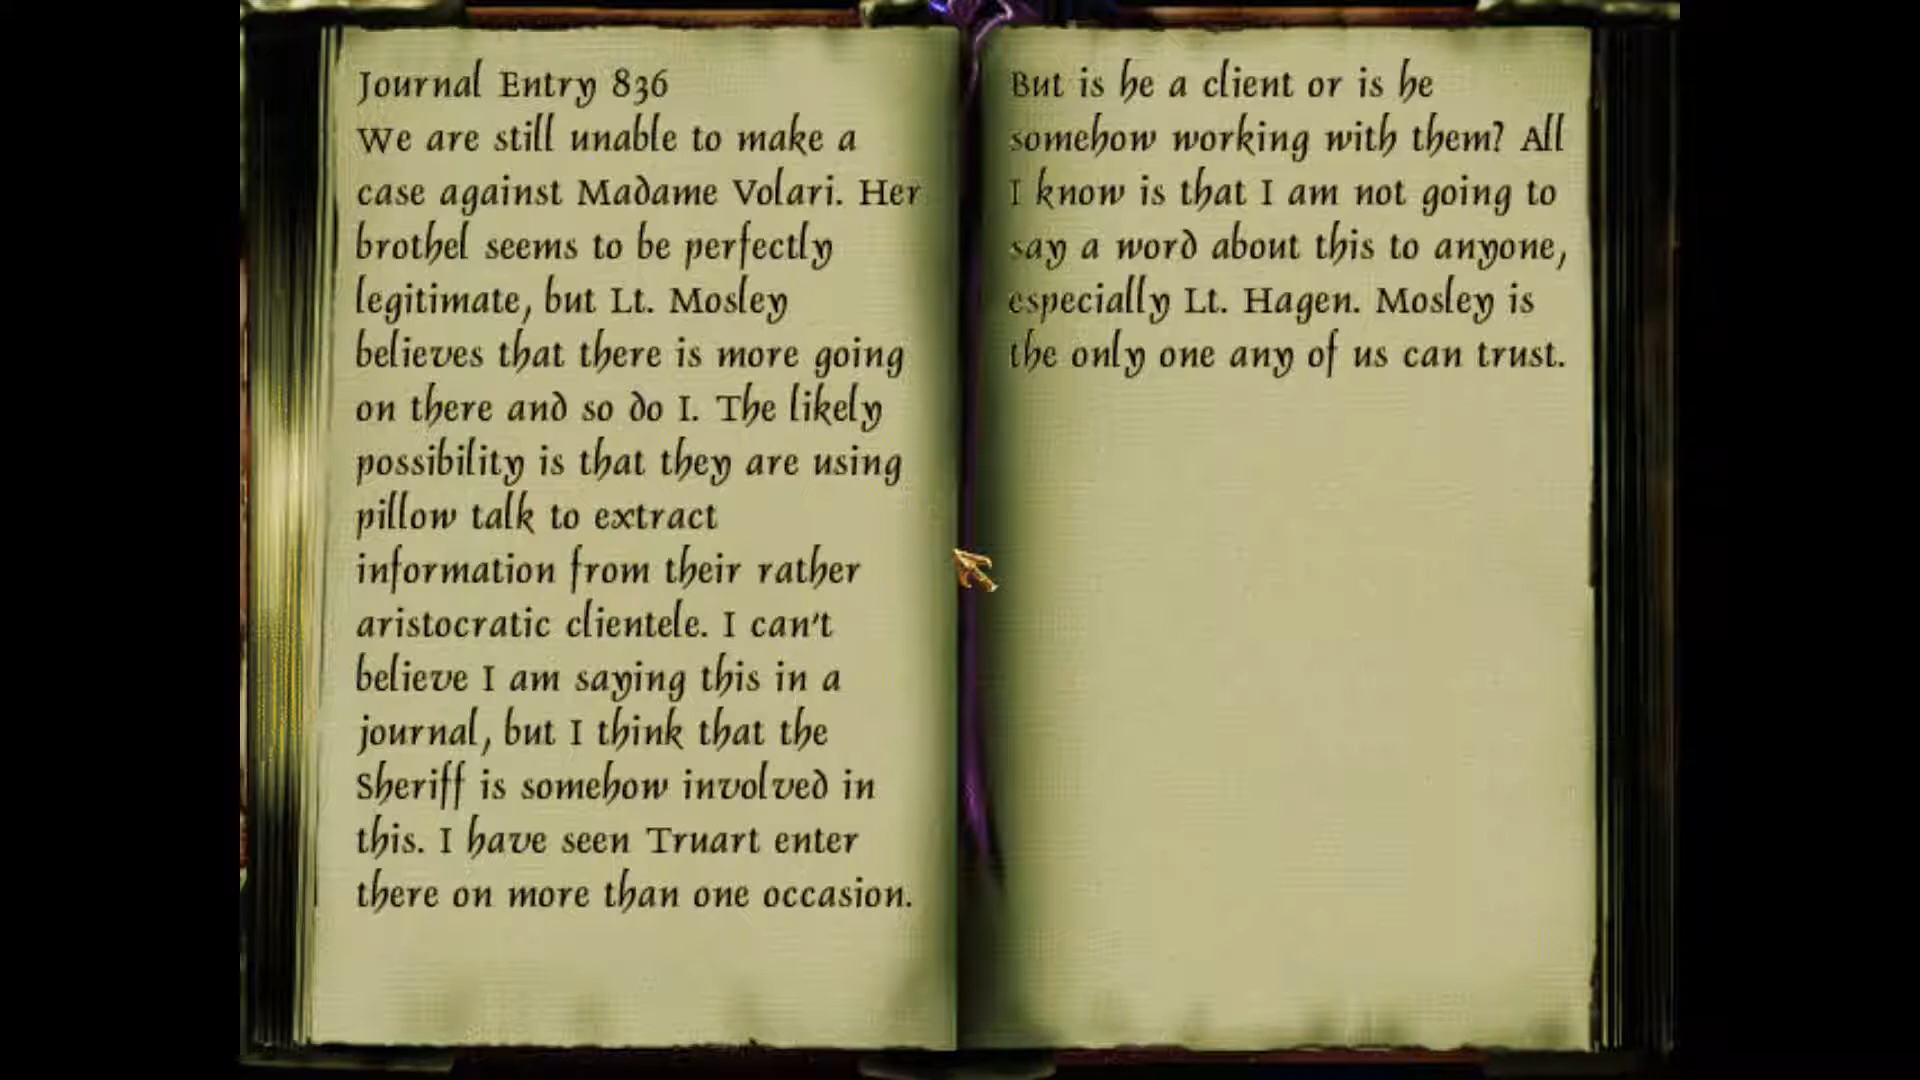 Journal Entry 836
We are still unable to make a
case against Madame Volari. Her
brothel seems to be perfectly
legitimate, but Lt. Mosley
believes that there is more going
on there and so do I. The likely
possibility is that they are using
pillow talk to extract
information from their rather
aristocratic clientele. I can't
believe I am saying this in a
journal, but I think that the
Sheriff is somehow involved in
this. I have seen Truart enter
there on more than one occasion.
But is he a client or is he
somehow working with them? All
I know is that I am not going to
say a word about this to anyone,
especially Lt. Hagen. Mosley is
the only one any of us can trust.